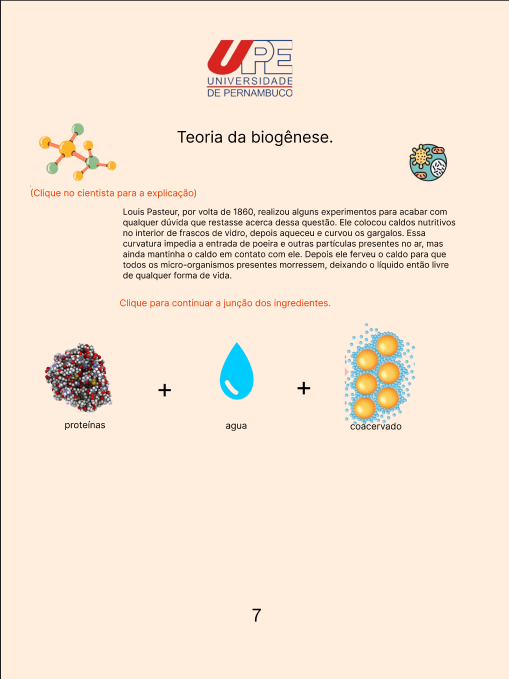 UPE
UNIVERSIDADE
DE PERNAMBUCO
Teoria da biogênese.
(Clique no cientista para a explicação)
Louis Pasteur, por volta de 1860, realizou alguns experimentos para acabar com
qualquer dúvida que restasse acerca dessa questão. Ele colocou caldos nutritivos
no interior de frascos de vidro, depois aqueceu e curvou os gargalos. Essa
curvatura impedia a entrada de poeira e outras partículas presentes no ar, mas
ainda mantinha o caldo em contato com ele. Depois ele ferveu o caldo para que
todos os micro-organismos presentes morressem, deixando o líquido então livre
de qualquer forma de vida.
Clique para continuar a junção dos ingredientes.
+ +
proteínas agua coacervado
7